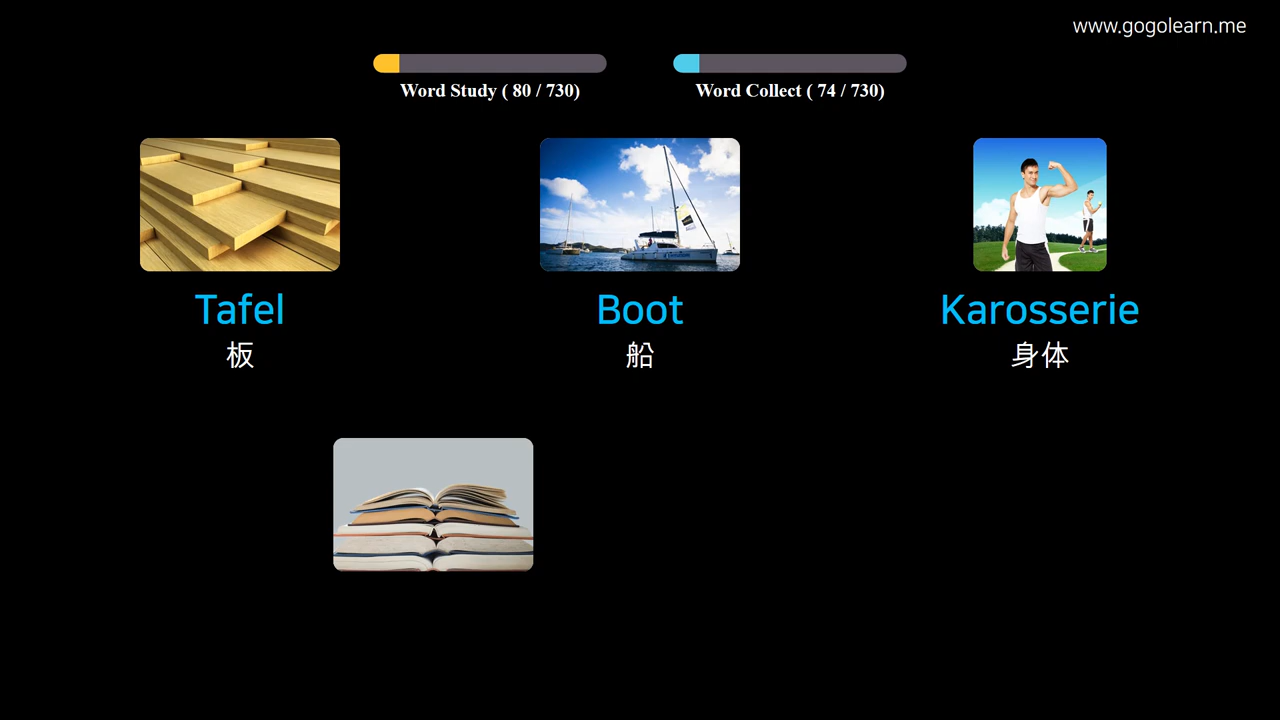 www.gogolearn.me
Word Study ( 80 / 730)
Word Collect ( 74 / 730)
Tafel
Boot
Karosserie
板
船
身体